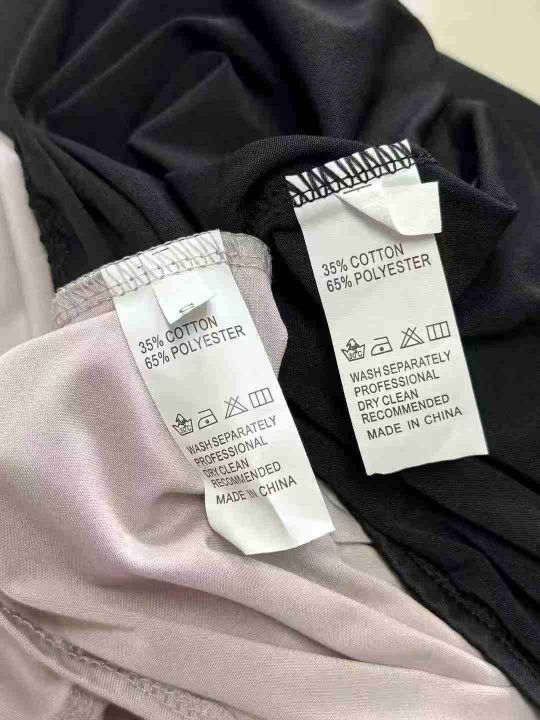 35% COTTON
65% POLYESTER
30°C
WASH SEPARATELY
PROFESSIONAL
DRY CLEAN
RECOMMENDED
MADE IN CHINA
S
35% COTTON
65% POLYESTER
WASH SEPARATELY
PROFESSIONAL
DRY CLEAN
RECOMMENDED
MADE IN CHINA